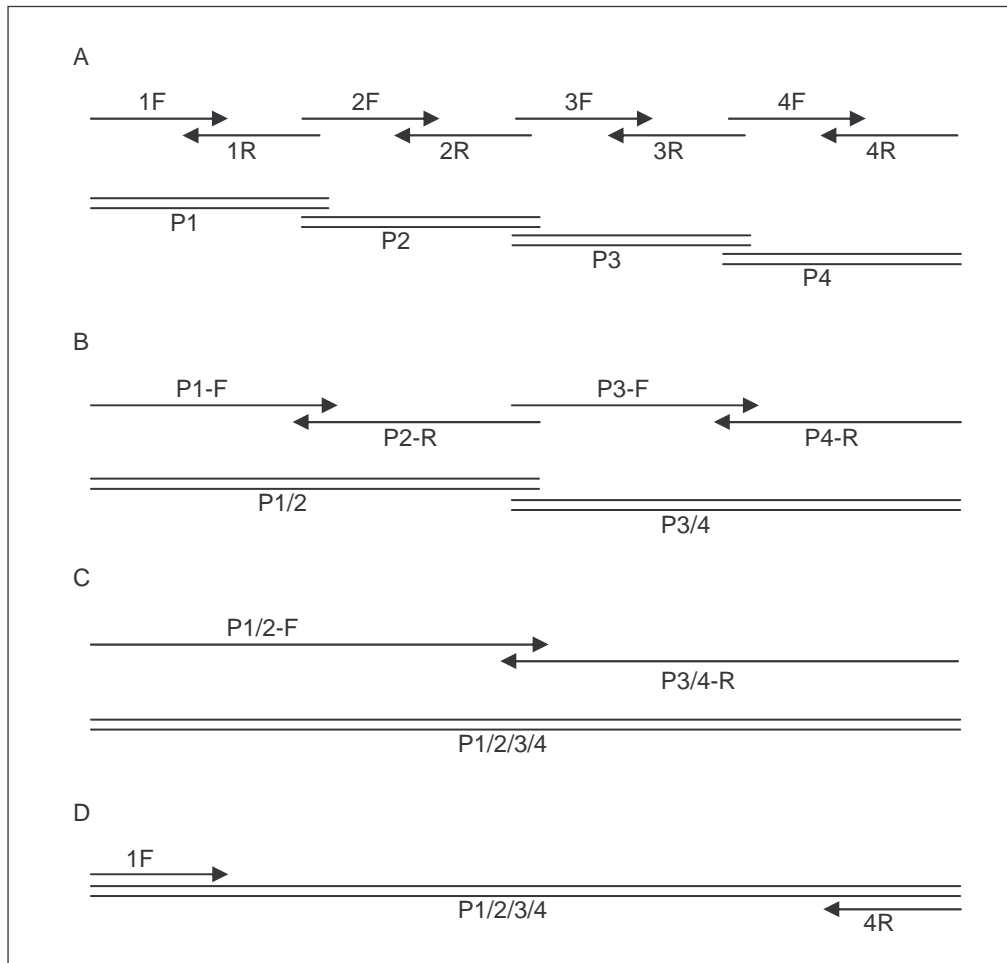 A
1F 2F 3F 4F
1R 2R 3R 4R
P1
P2
P3
P4
B
P1-F P3-F
P2-R P4-R
P1/2
P3/4
C
P1/2-F
P3/4-R
P1/2/3/4
D
1F
P1/2/3/4
4R